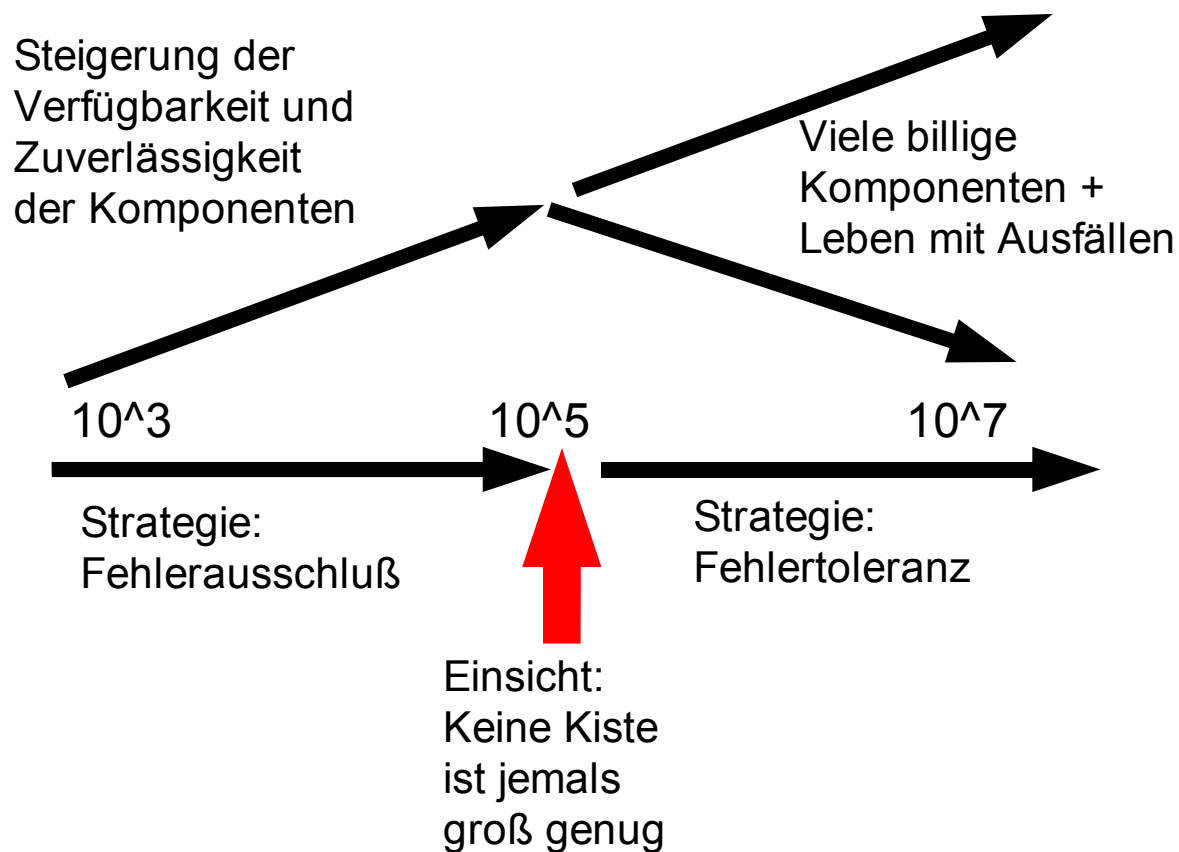 Steigerung der
Verfügbarkeit und
Zuverlässigkeit
der Komponenten
Viele billige
Komponenten +
Leben mit Ausfällen
10^3
10^5
10^7
Strategie:
Fehlerausschluß
Strategie:
Fehlertoleranz
Einsicht:
Keine Kiste
ist jemals
groß genug